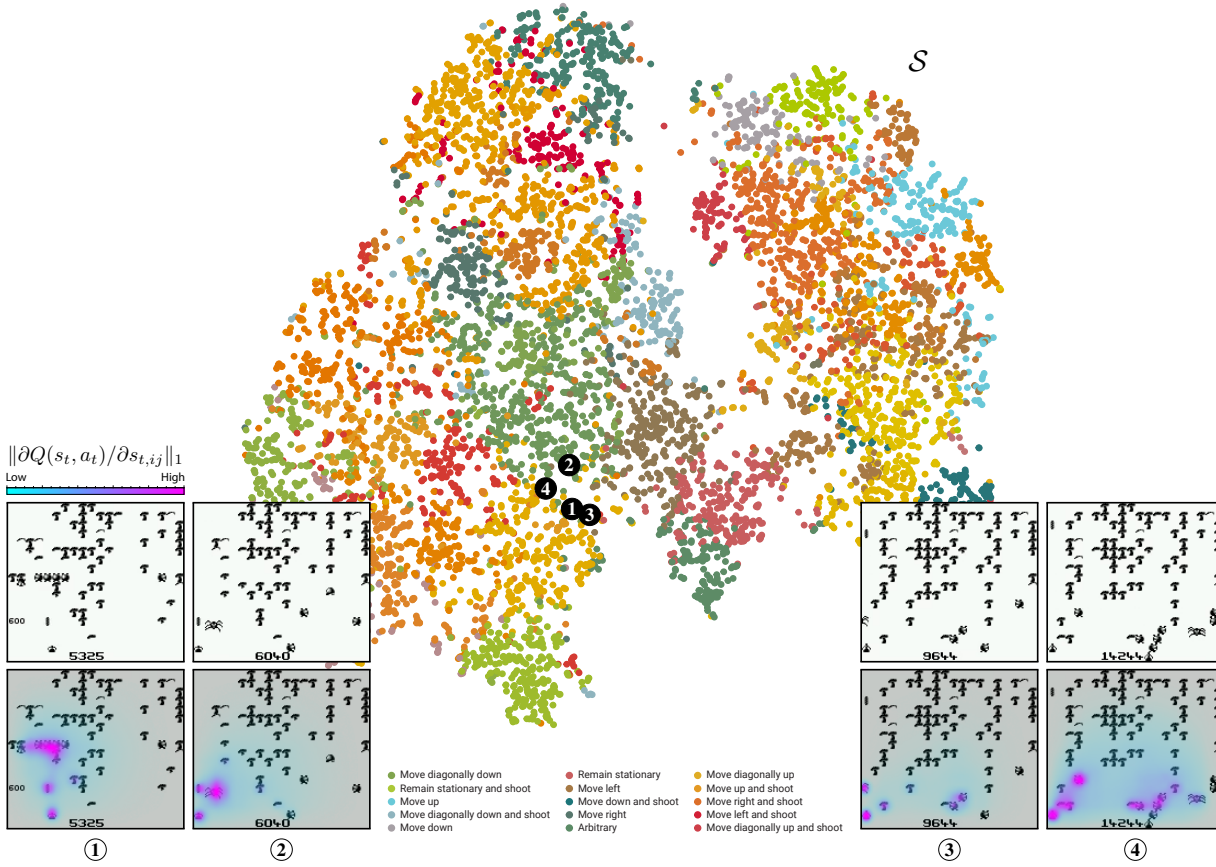 𝒮
2
4
1
3
‖∂Q(s_t, a_t)/∂s_{t,ij}‖_1
Low High
600
5325
6040
9644
14244
600
5325
6040
9644
14244
Move diagonally down
Remain stationary and shoot
Move up
Move diagonally down and shoot
Move down
Remain stationary
Move left
Move down and shoot
Move right
Arbitrary
Move diagonally up
Move up and shoot
Move right and shoot
Move left and shoot
Move diagonally up and shoot
1
2
3
4